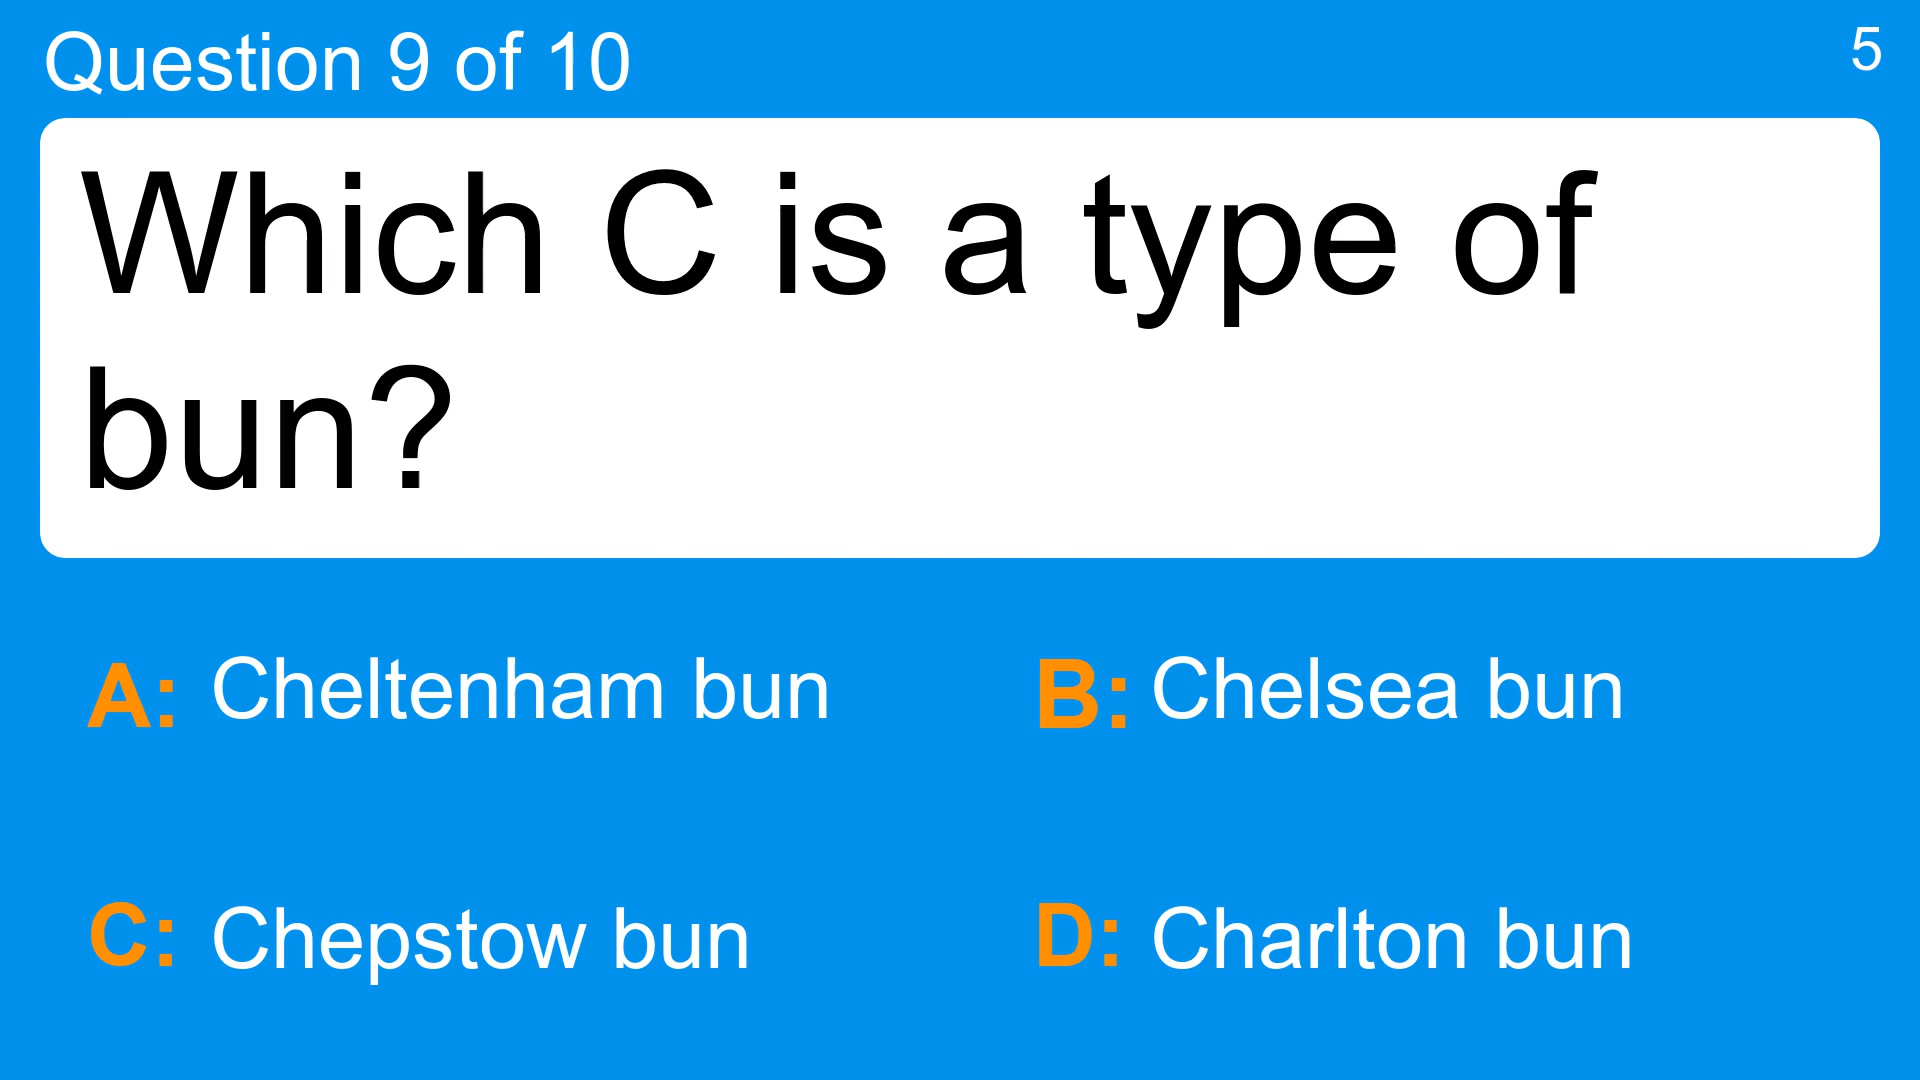 Question 9 of 10
5
Which C is a type of
bun?
A: Cheltenham bun
B: Chelsea bun
C: Chepstow bun
D: Charlton bun